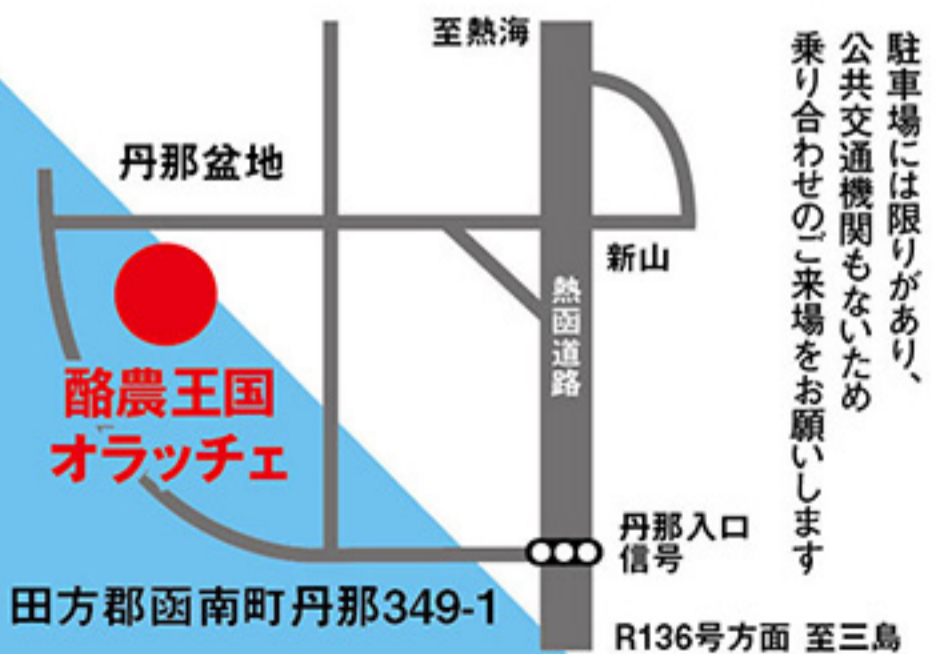 至熱海
丹那盆地
新山
熱函道路
酪農王国
オラッチェ
丹那入口
信号
田方郡函南町丹那349-1
R136号方面 至三島
駐車場には限りがあり、
公共交通機関もないため
乗り合わせのご来場をお願いします